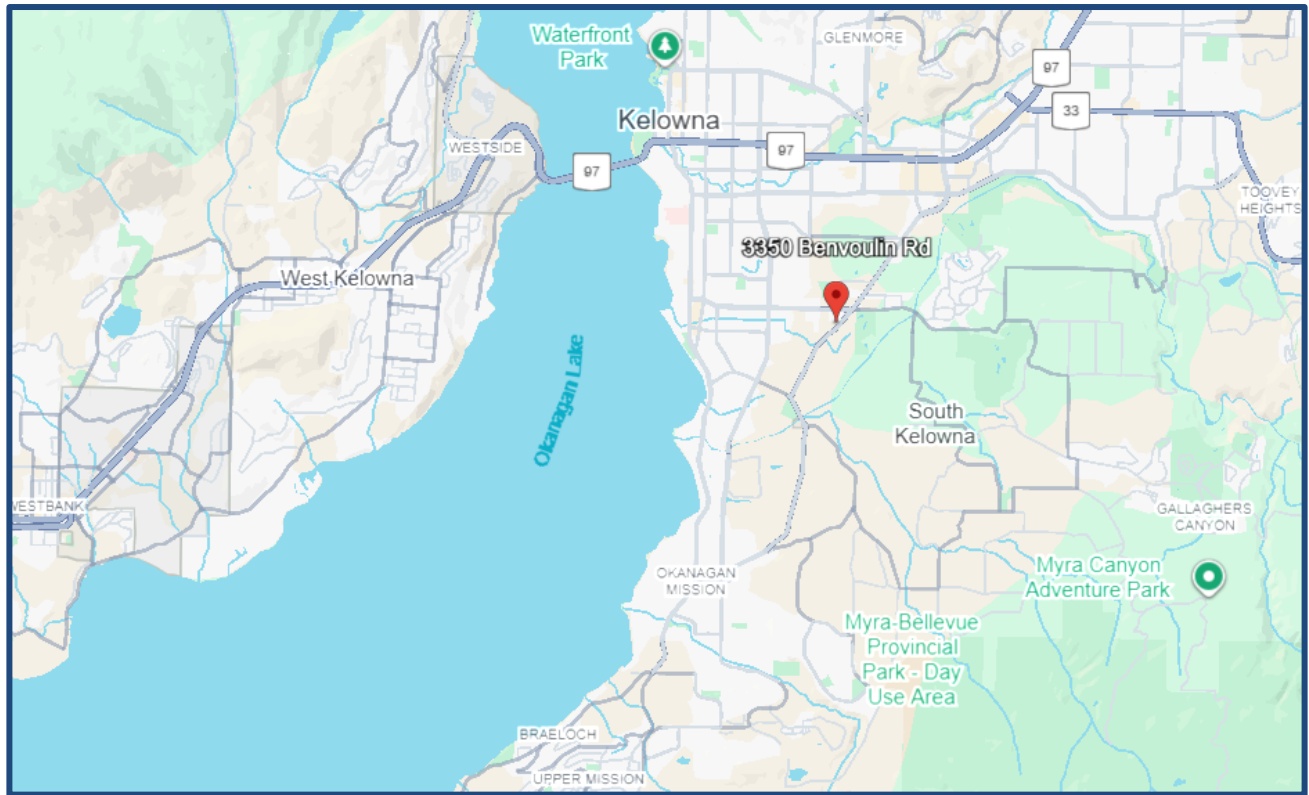 Waterfront
Park
GLENMORE
97
33
Kelowna
WESTSIDE
97
97
TOOVEY
HEIGHTS
3350 Benvoulin Rd
West Kelowna
Okanagan Lake
South
Kelowna
WESTBANK
GALLAGHERS
CANYON
OKANAGAN
MISSION
Myra Canyon
Adventure Park
Myra-Bellevue
Provincial
Park - Day
Use Area
BRAELOCH
UPPER MISSION